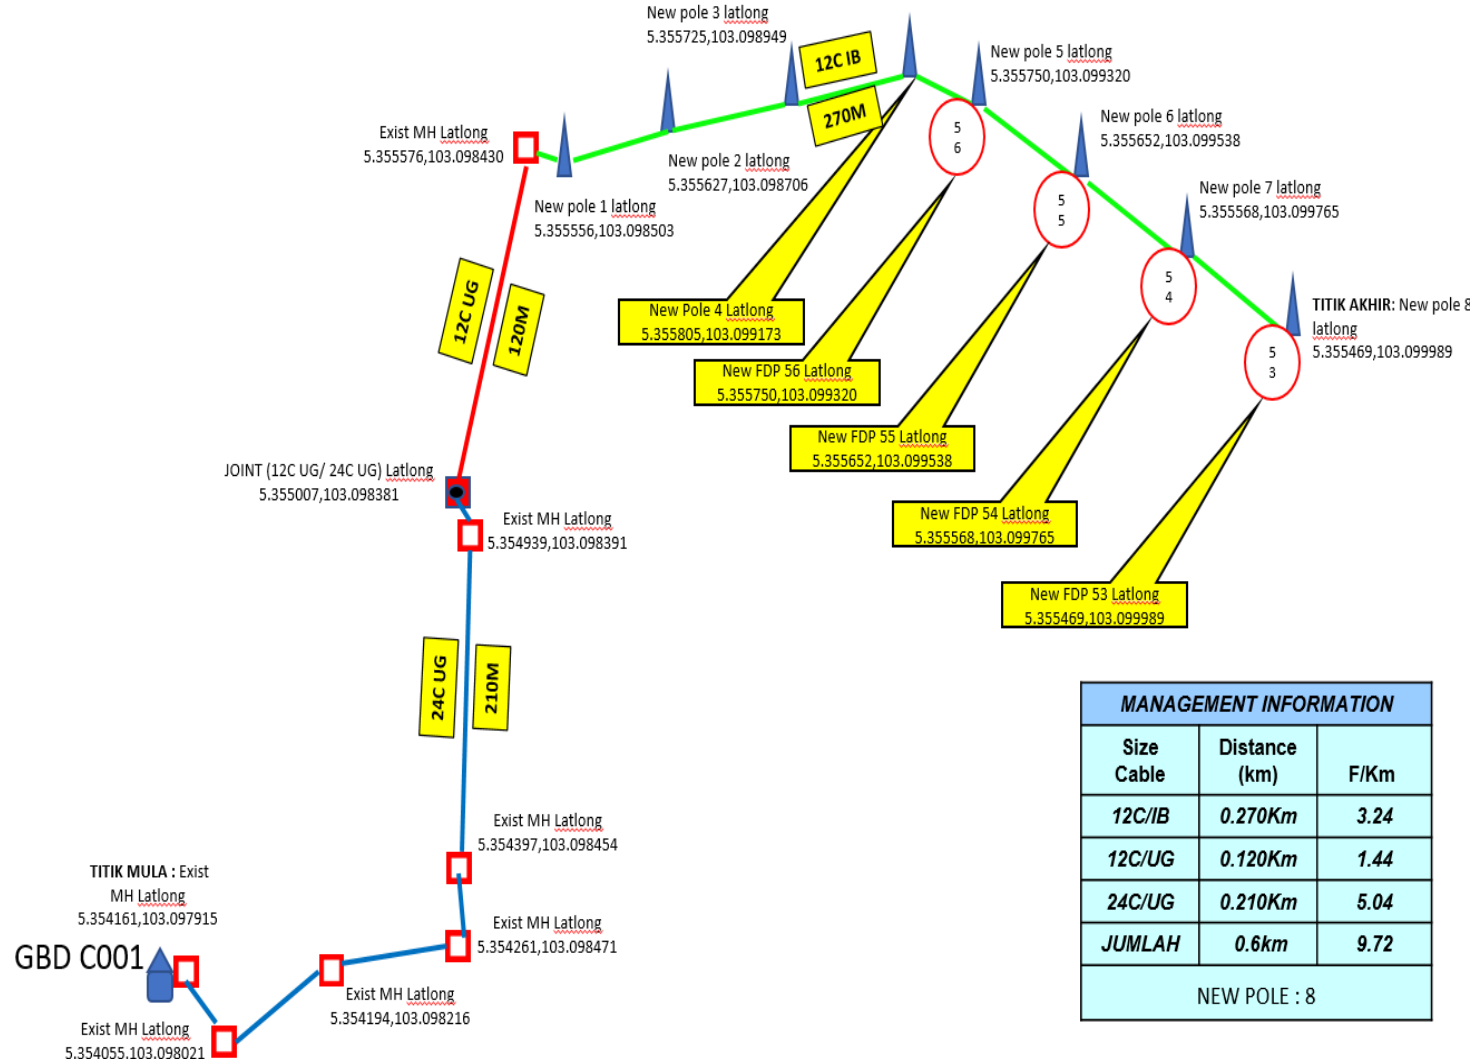 New pole 3 latlong
5.355725,103.098949
12C IB
270M
New pole 5 latlong
5.355750,103.099320
New pole 6 latlong
5.355652,103.099538
Exist MH Latlong
5.355576,103.098430
New pole 2 latlong
5.355627,103.098706
5
6
New pole 7 latlong
5.355568,103.099765
New pole 1 latlong
5.355556,103.098503
5
5
5
4
12C UG
120M
New Pole 4 Latlong
5.355805,103.099173
TITIK AKHIR: New pole 8
latlong
5.355469,103.099989
5
3
New FDP 56 Latlong
5.355750,103.099320
New FDP 55 Latlong
5.355652,103.099538
JOINT (12C UG/ 24C UG) Latlong
5.355007,103.098381
Exist MH Latlong
5.354939,103.098391
New FDP 54 Latlong
5.355568,103.099765
New FDP 53 Latlong
5.355469,103.099989
24C UG
210M
Exist MH Latlong
5.354397,103.098454
TITIK MULA : Exist
MH Latlong
5.354161,103.097915
GBD C001
Exist MH Latlong
5.354261,103.098471
Exist MH Latlong
5.354194,103.098216
Exist MH Latlong
5.354055,103.098021
MANAGEMENT INFORMATION
Size Cable Distance (km) F/Km
12C/IB 0.270Km 3.24
12C/UG 0.120Km 1.44
24C/UG 0.210Km 5.04
JUMLAH 0.6km 9.72
NEW POLE : 8